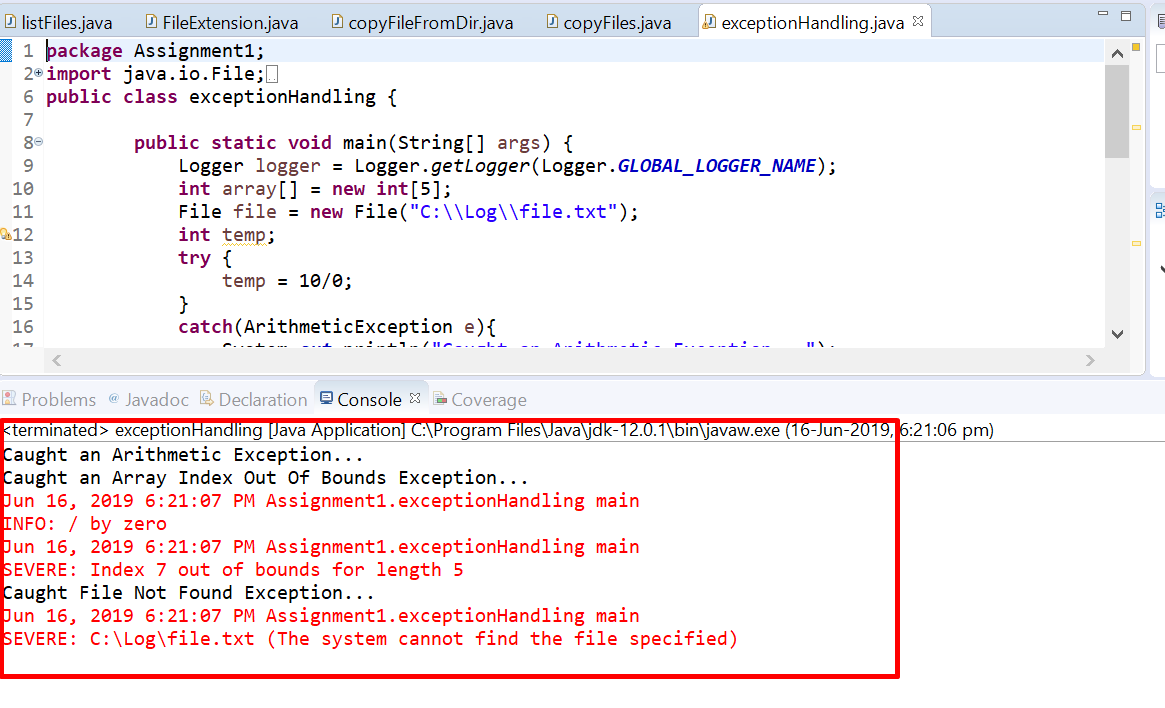 listFiles.java FileExtension.java copyFileFromDir.java copyFiles.java exceptionHandling.java
1 package Assignment1;
2 import java.io.File;
6 public class exceptionHandling {
7
8 public static void main(String[] args) {
9 Logger logger = Logger.getLogger(Logger.GLOBAL_LOGGER_NAME);
10 int array[] = new int[5];
11 File file = new File("C:\\Log\\file.txt");
12 int temp;
13 try {
14 temp = 10/0;
15 }
16 catch(ArithmeticException e){
17 System.out.println("Caught an Arithmetic Exception...");
Problems @ Javadoc Declaration Console Coverage
<terminated> exceptionHandling [Java Application] C:\Program Files\Java\jdk-12.0.1\bin\javaw.exe (16-Jun-2019, 6:21:06 pm)
Caught an Arithmetic Exception...
Caught an Array Index Out Of Bounds Exception...
Jun 16, 2019 6:21:07 PM Assignment1.exceptionHandling main
INFO: / by zero
Jun 16, 2019 6:21:07 PM Assignment1.exceptionHandling main
SEVERE: Index 7 out of bounds for length 5
Caught File Not Found Exception...
Jun 16, 2019 6:21:07 PM Assignment1.exceptionHandling main
SEVERE: C:\Log\file.txt (The system cannot find the file specified)